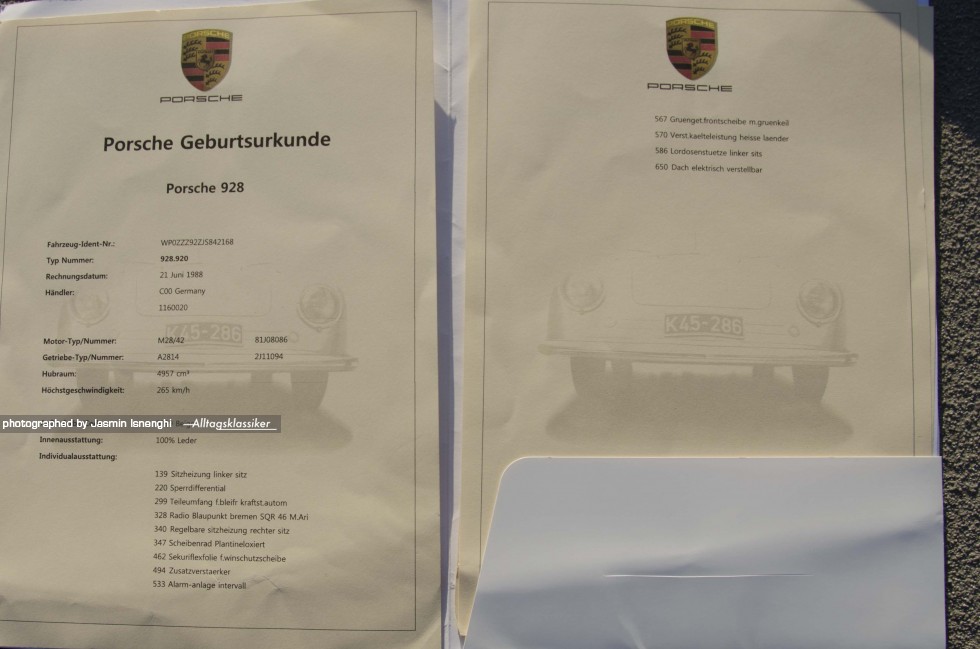 PORSCHE
PORSCHE
Porsche Geburtsurkunde
Porsche 928
Fahrzeug-Ident-Nr.: WP0ZZZ92ZJS842168
Typ Nummer: 928.920
Rechnungsdatum: 21 Juni 1988
Händler: C00 Germany
1160020
K45-286
Motor-Typ/Nummer: M28/42 81J08086
Getriebe-Typ/Nummer: A2814 2J11094
Hubraum: 4957 cm³
Höchstgeschwindigkeit: 265 km/h
photographed by Jasmin Isnenghi —Alltagsklassiker
Innenausstattung: 100% Leder
Individualausstattung:
139 Sitzheizung linker sitz
220 Sperrdifferential
299 Teileumfang f.bleifr kraftst.autom
328 Radio Blaupunkt bremen SQR 46 M.Ari
340 Regelbare sitzheizung rechter sitz
347 Scheibenrad Plantineloxiert
462 Sekuriflexfolie f.winschutzscheibe
494 Zusatzverstaerker
533 Alarm-anlage intervall
PORSCHE
PORSCHE
567 Gruenget.frontscheibe m.gruenkeil
570 Verst.kaelteleistung heisse laender
586 Lordosenstuetze linker sits
650 Dach elektrisch verstellbar
K45-286